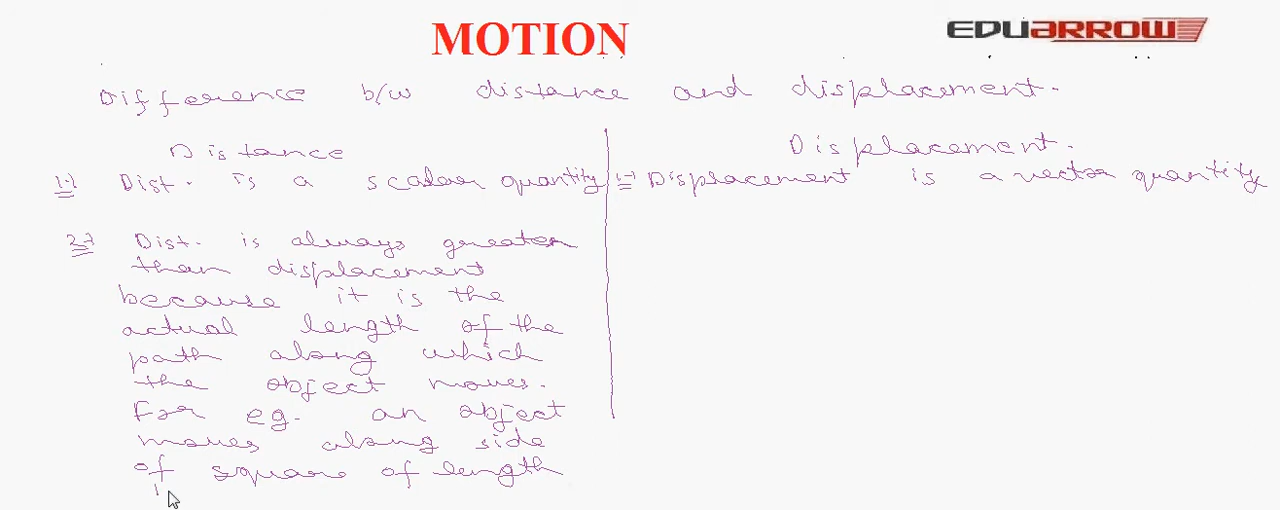 MOTION
EDUARROW
Difference b/w distance and displacement.
Distance
Displacement.
1.) Dist. is a scalar quantity
1.) Displacement is a vector quantity
2.) Dist. is always greater
than displacement
because it is the
actual length of the
path along which
the object moves.
For eg. an object
moves along side
of square of length